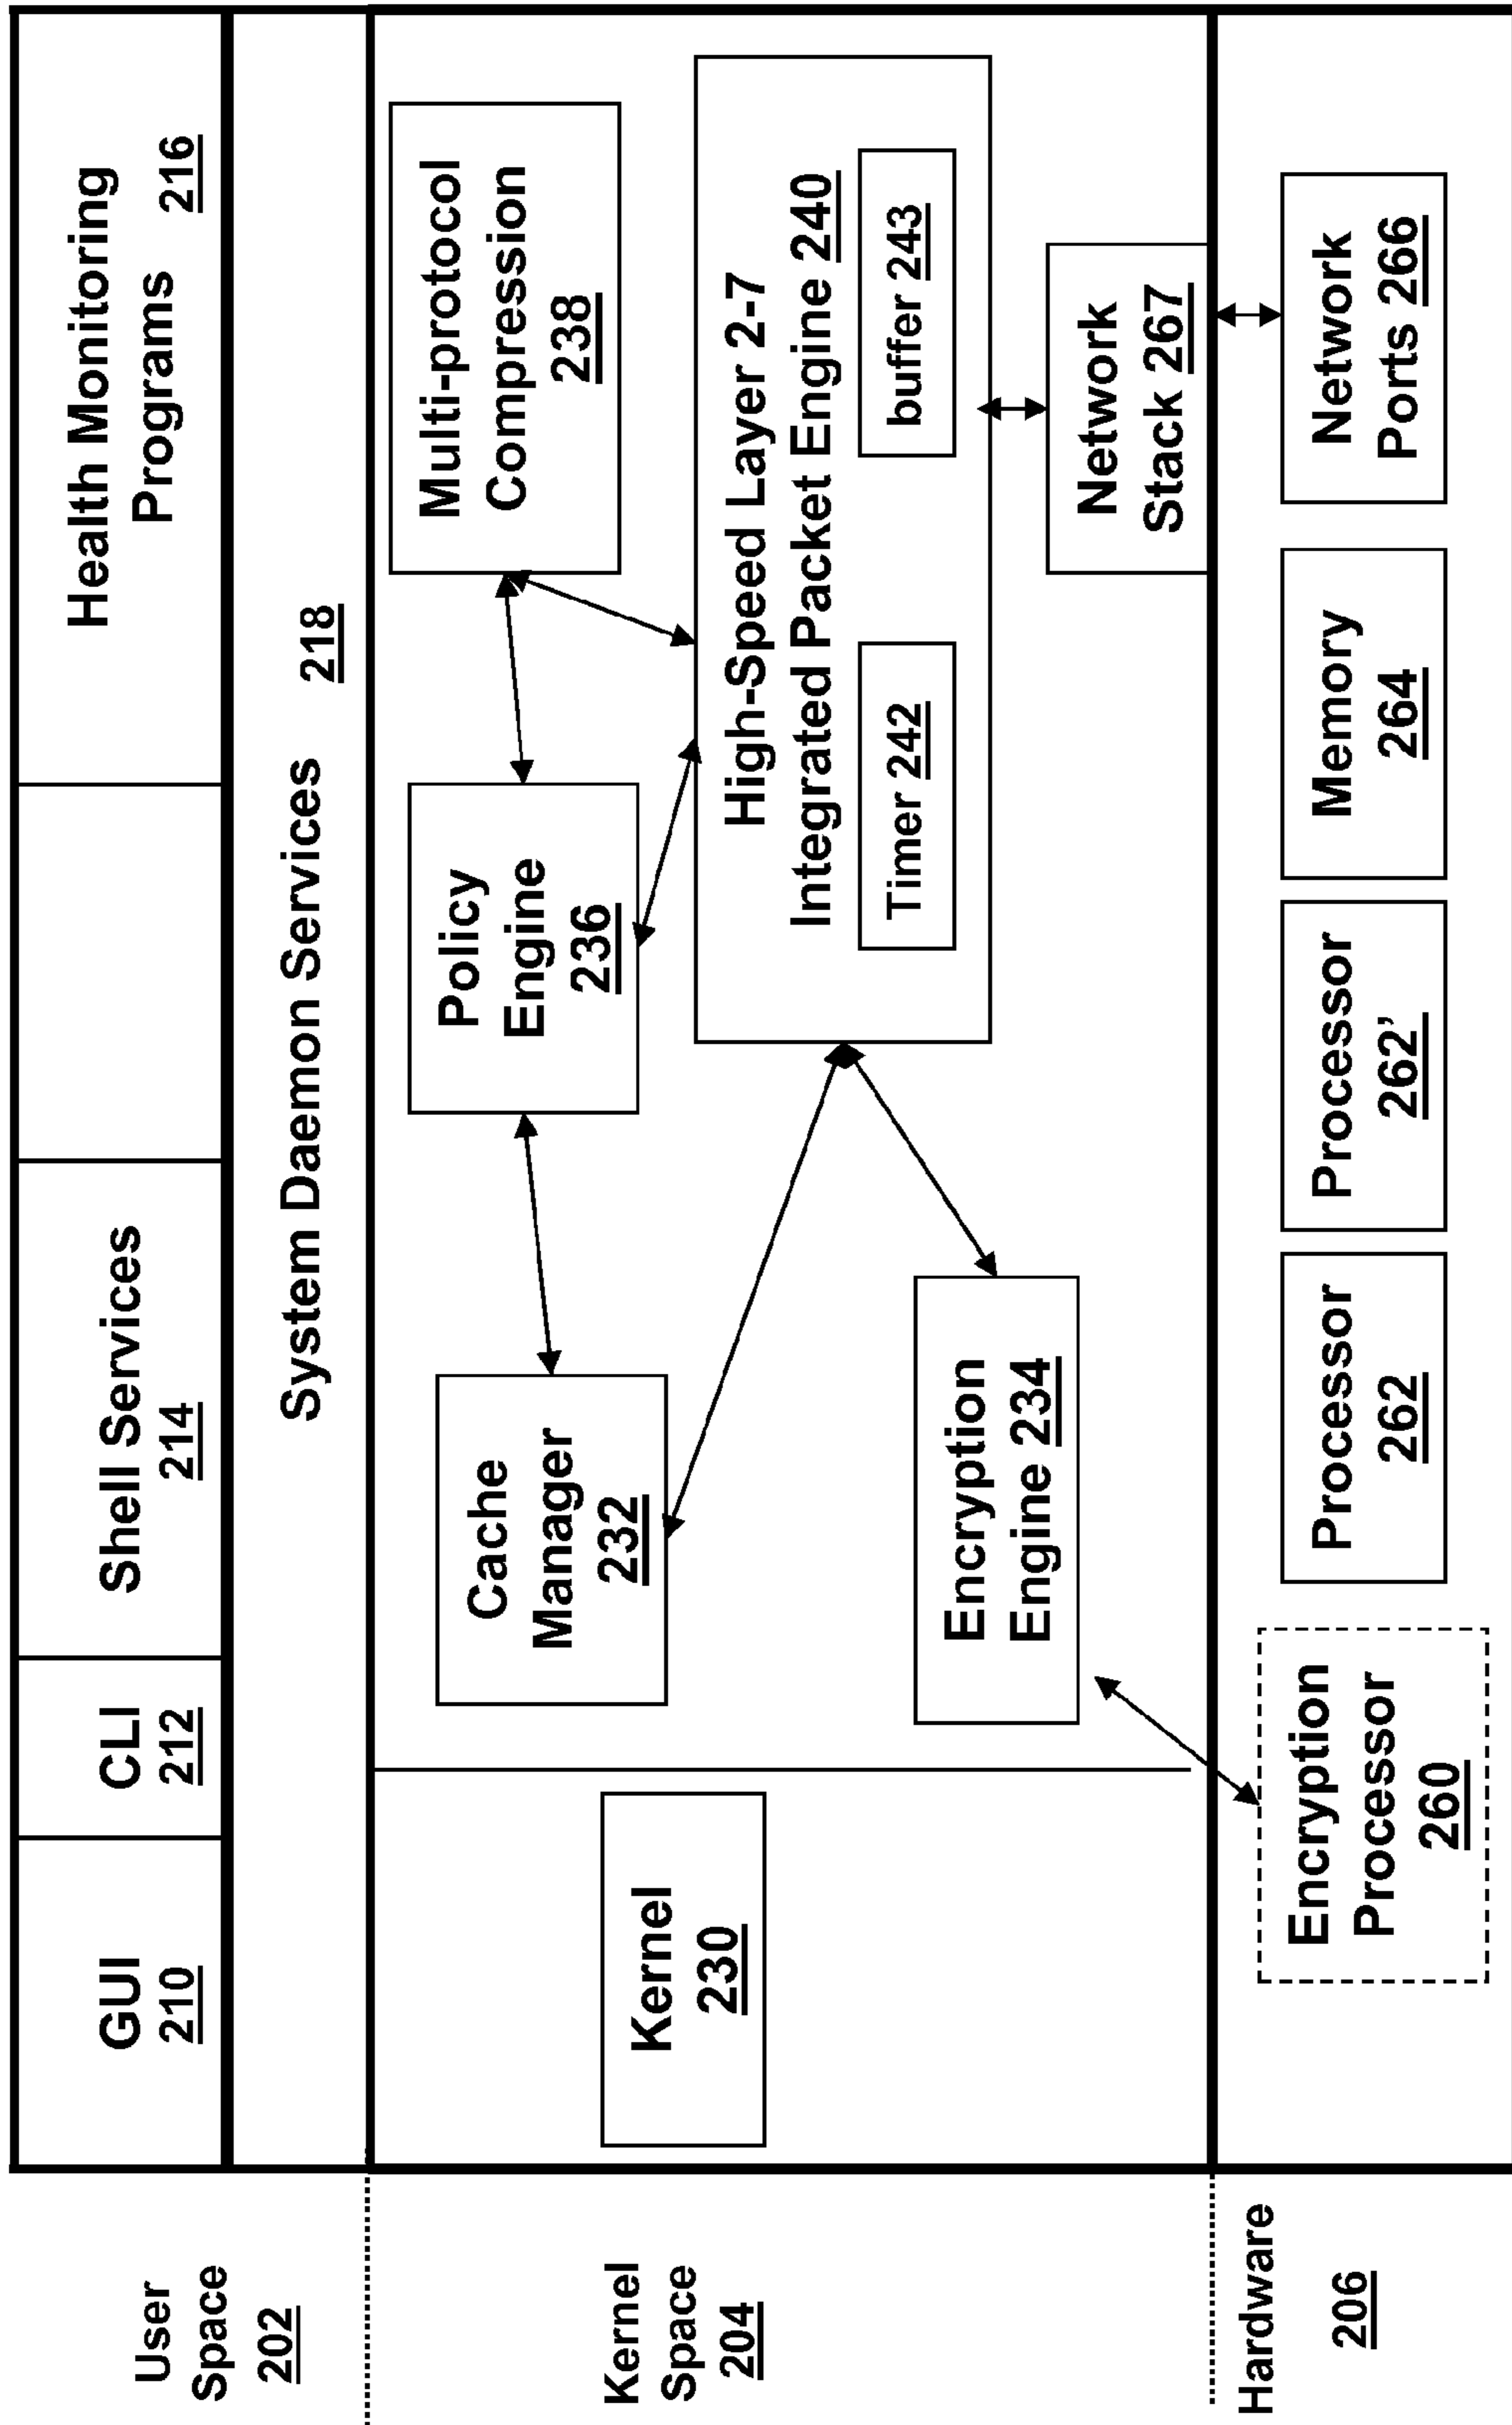 User
Space
202
GUI
210
CLI
212
Shell Services
214
Health Monitoring
Programs 216
System Daemon Services 218
Kernel
Space
204
Kernel
230
Cache
Manager
232
Policy
Engine
236
Multi-protocol
Compression
238
High-Speed Layer 2-7
Integrated Packet Engine 240
Timer 242
buffer 243
Encryption
Engine 234
Network
Stack 267
Hardware
206
Encryption
Processor
260
Processor
262
Processor
262’
Memory
264
Network
Ports 266